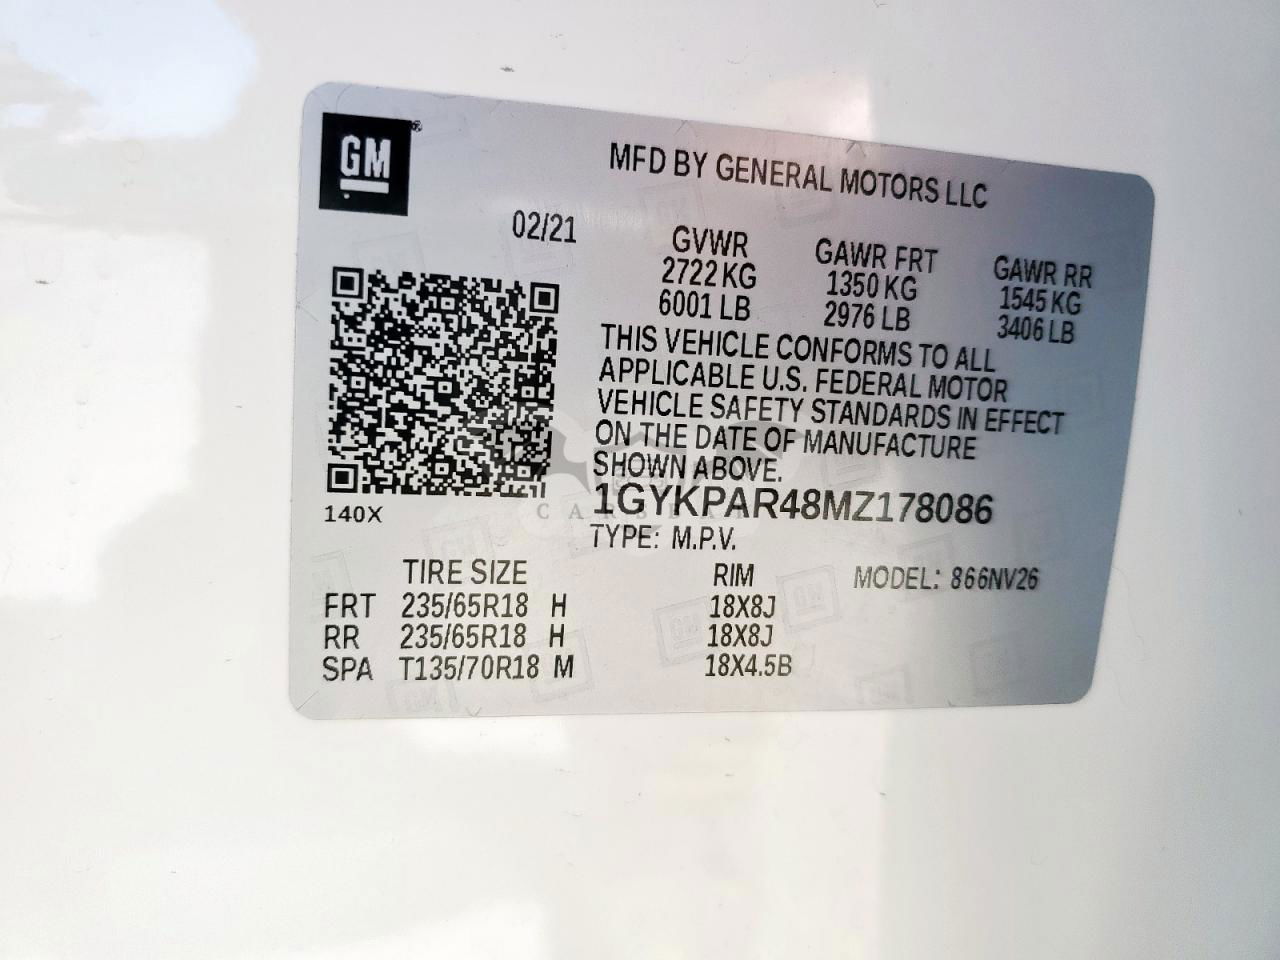 GM
MFD BY GENERAL MOTORS LLC
02/21
GVWR GAWR FRT GAWR RR
2722 KG 1350 KG 1545 KG
6001 LB 2976 LB 3406 LB
THIS VEHICLE CONFORMS TO ALL
APPLICABLE U.S. FEDERAL MOTOR
VEHICLE SAFETY STANDARDS IN EFFECT
ON THE DATE OF MANUFACTURE
SHOWN ABOVE.
1GYKPAR48MZ178086
140X
TYPE: M.P.V.
TIRE SIZE RIM MODEL: 866NV26
FRT 235/65R18 H 18X8J
RR 235/65R18 H 18X8J
SPA T135/70R18 M 18X4.5B